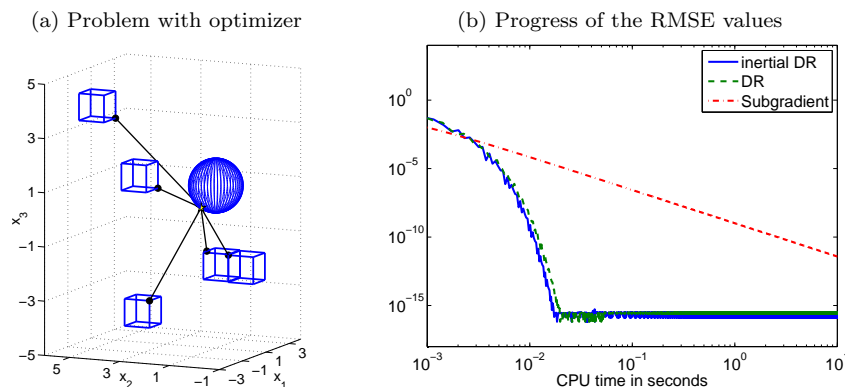 (a) Problem with optimizer
5
3
1
−1
−3
−5
x3
5
3
1
−1
x2
−3
−1
1
3
x1
(b) Progress of the RMSE values
inertial DR
DR
Subgradient
10^0
10^−5
10^−10
10^−15
10^−3
10^−2
10^−1
10^0
10^1
CPU time in seconds